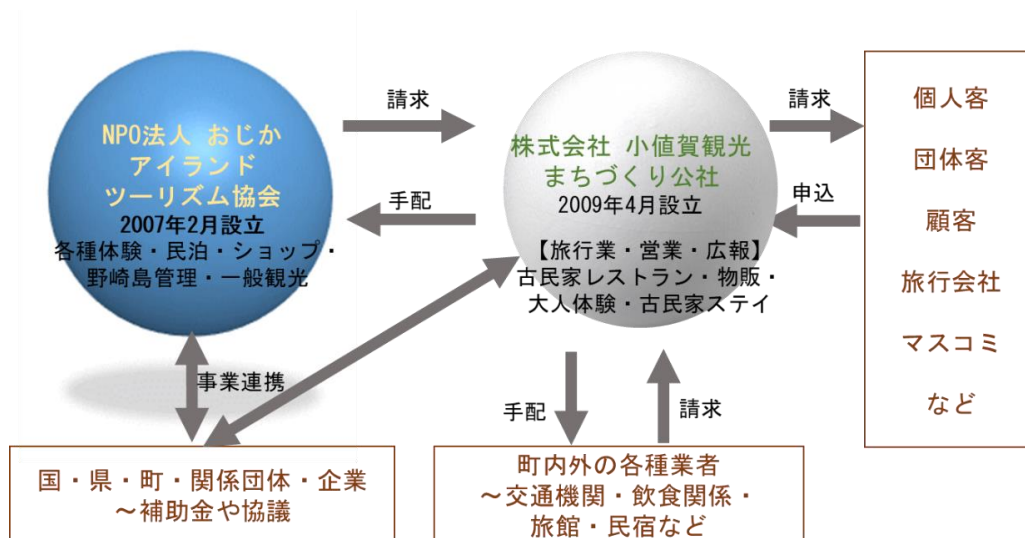 NPO法人 おじか
アイランド
ツーリズム協会
2007年2月設立
各種体験・民泊・ショップ・
野崎島管理・一般観光
請求
手配
株式会社 小値賀観光
まちづくり公社
2009年4月設立
【旅行業・営業・広報】
古民家レストラン・物販・
大人体験・古民家ステイ
請求
申込
個人客
団体客
顧客
旅行会社
マスコミ
など
事業連携
手配
請求
国・県・町・関係団体・企業
～補助金や協議
町内外の各種業者
～交通機関・飲食関係・
旅館・民宿など